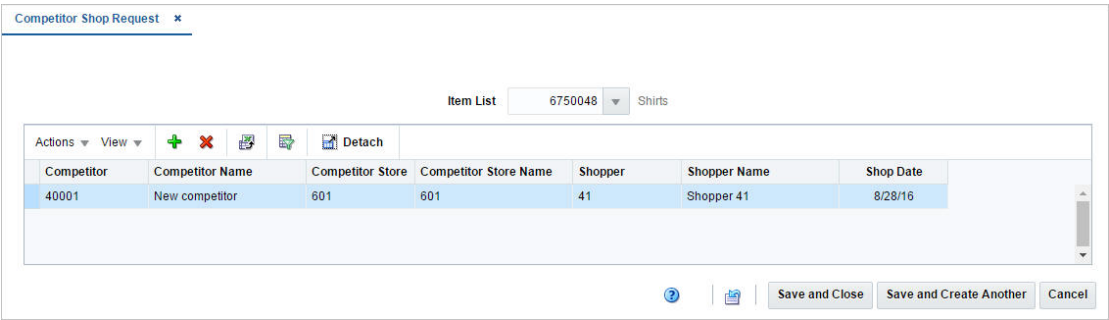 Competitor Shop Request ×
Item List 6750048 Shirts
Actions View Detach
Competitor Competitor Name Competitor Store Competitor Store Name Shopper Shopper Name Shop Date
40001 New competitor 601 601 41 Shopper 41 8/28/16
Save and Close Save and Create Another Cancel